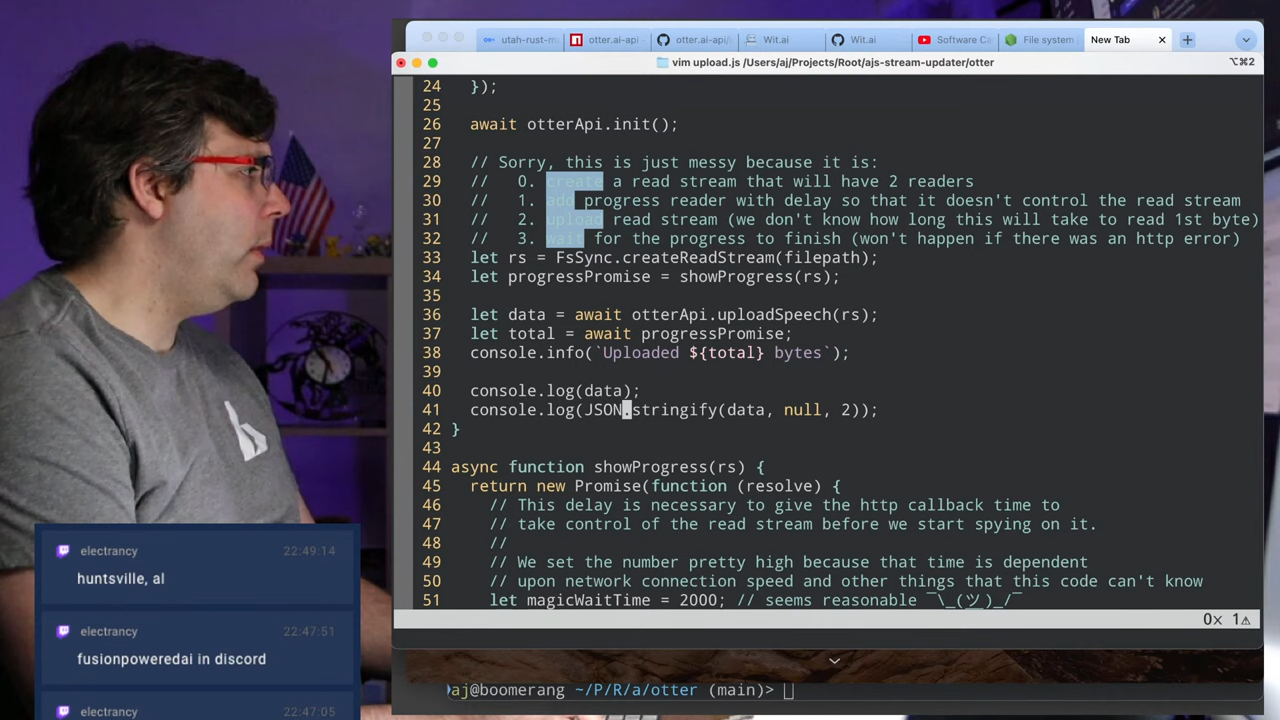 utah-rust-m
otter.ai-api -
otter.ai-api/
Wit.ai
Wit.ai
Software Ca
File system
New Tab
vim upload.js /Users/aj/Projects/Root/ajs-stream-updater/otter
⌥⌘2
24 });
25
26 await otterApi.init();
27
28 // Sorry, this is just messy because it is:
29 // 0. create a read stream that will have 2 readers
30 // 1. add progress reader with delay so that it doesn't control the read stream
31 // 2. upload read stream (we don't know how long this will take to read 1st byte)
32 // 3. wait for the progress to finish (won't happen if there was an http error)
33 let rs = FsSync.createReadStream(filepath);
34 let progressPromise = showProgress(rs);
35
36 let data = await otterApi.uploadSpeech(rs);
37 let total = await progressPromise;
38 console.info(`Uploaded ${total} bytes`);
39
40 console.log(data);
41 console.log(JSON.stringify(data, null, 2));
42 }
43
44 async function showProgress(rs) {
45 return new Promise(function (resolve) {
46 // This delay is necessary to give the http callback time to
47 // take control of the read stream before we start spying on it.
48 //
49 // We set the number pretty high because that time is dependent
50 // upon network connection speed and other things that this code can't know
51 let magicWaitTime = 2000; // seems reasonable ¯\_(ツ)_/¯
0× 1⚠
aj@boomerang ~/P/R/a/otter (main)>
electrancy 22:49:14
huntsville, al
electrancy 22:47:51
fusionpoweredai in discord
electrancy 22:47:05